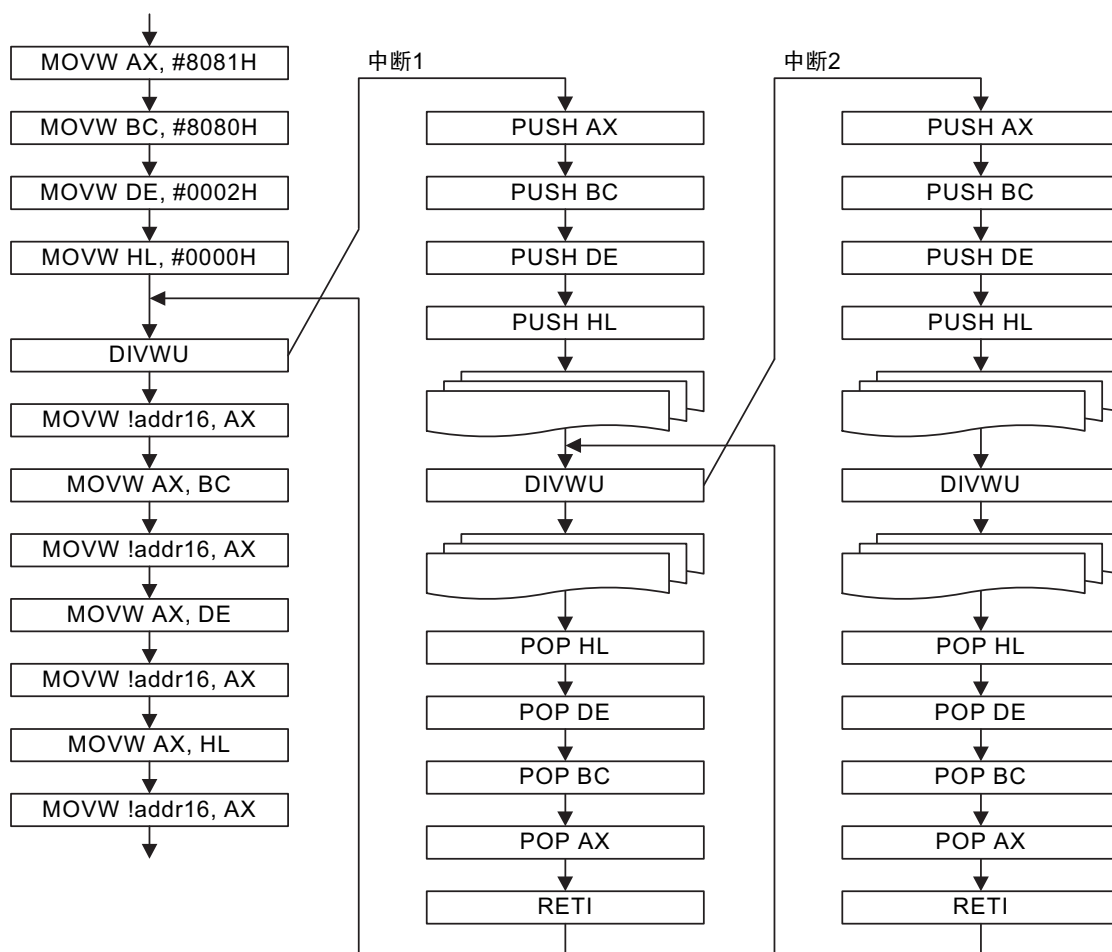 MOVW AX, #8081H
MOVW BC, #8080H
MOVW DE, #0002H
MOVW HL, #0000H
DIVWU
MOVW !addr16, AX
MOVW AX, BC
MOVW !addr16, AX
MOVW AX, DE
MOVW !addr16, AX
MOVW AX, HL
MOVW !addr16, AX
中断1
PUSH AX
PUSH BC
PUSH DE
PUSH HL
DIVWU
POP HL
POP DE
POP BC
POP AX
RETI
中断2
PUSH AX
PUSH BC
PUSH DE
PUSH HL
DIVWU
POP HL
POP DE
POP BC
POP AX
RETI